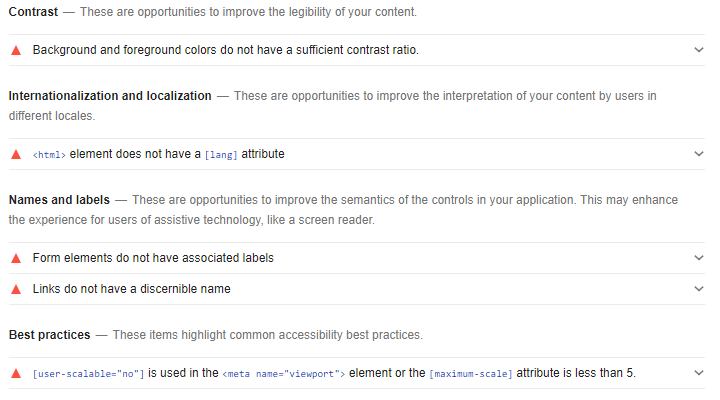 Contrast — These are opportunities to improve the legibility of your content.
Background and foreground colors do not have a sufficient contrast ratio.
Internationalization and localization — These are opportunities to improve the interpretation of your content by users in
different locales.
<html> element does not have a [lang] attribute
Names and labels — These are opportunities to improve the semantics of the controls in your application. This may enhance
the experience for users of assistive technology, like a screen reader.
Form elements do not have associated labels
Links do not have a discernible name
Best practices — These items highlight common accessibility best practices.
[user-scalable="no"] is used in the <meta name="viewport"> element or the [maximum-scale] attribute is less than 5.